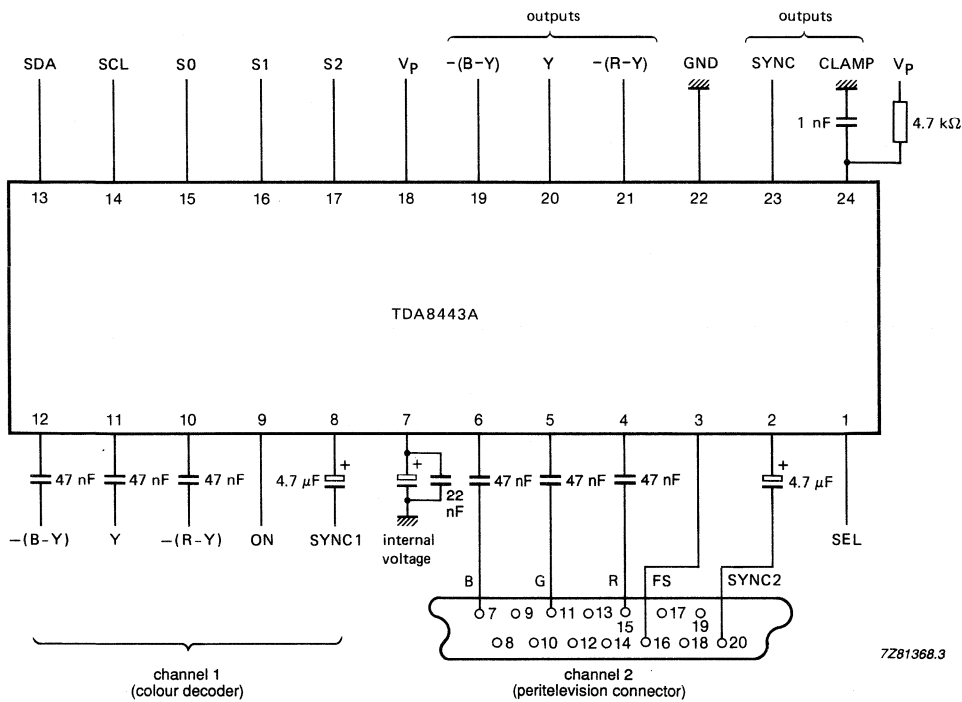 outputs outputs
SDA SCL S0 S1 S2 VP −(B−Y) Y −(R−Y) GND SYNC CLAMP VP
1 nF 4.7 kΩ
13 14 15 16 17 18 19 20 21 22 23 24
TDA8443A
12 11 10 9 8 7 6 5 4 3 2 1
47 nF 47 nF 47 nF 4.7 μF + + 22 nF 47 nF 47 nF 47 nF + 4.7 μF
−(B−Y) Y −(R−Y) ON SYNC1 internal voltage SEL
B G R FS SYNC2
7 9 11 13 15 17 19
8 10 12 14 16 18 20
7Z81368.3
channel 1 channel 2
(colour decoder) (peritelevision connector)